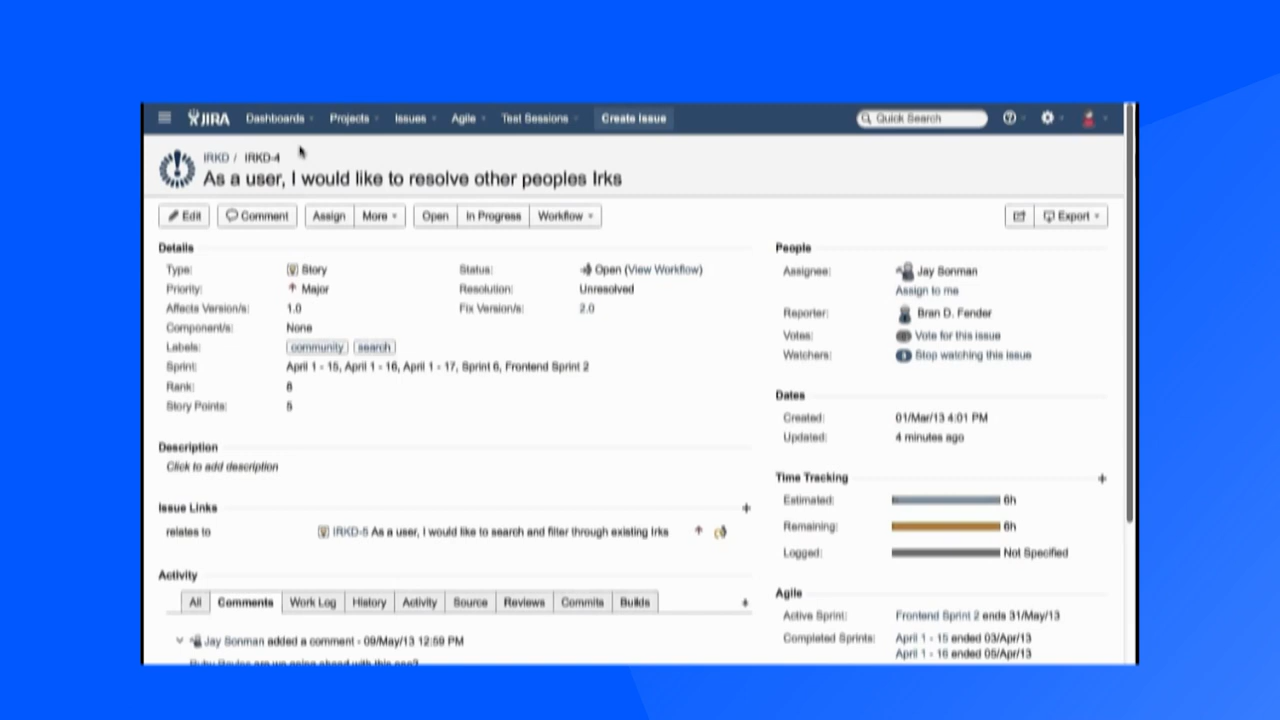 JIRA Dashboards Projects Issues Agile Test Sessions Create Issue Quick Search
IRKD / IRKD-4
As a user, I would like to resolve other peoples Irks
Edit Comment Assign More Open In Progress Workflow Export
Details
Type: Story Status: Open (View Workflow)
Priority: Major Resolution: Unresolved
Affects Version/s: 1.0 Fix Version/s: 2.0
Component/s: None
Labels: community search
Sprint: April 1 - 15, April 1 - 16, April 1 - 17, Sprint 6, Frontend Sprint 2
Rank: 6
Story Points: 5
Description
Click to add description
Issue Links
relates to IRKD-5 As a user, I would like to search and filter through existing Irks
Activity
All Comments Work Log History Activity Source Reviews Commits Builds
Jay Sonman added a comment - 09/May/13 12:59 PM
are we going ahead with this one?
People
Assignee: Jay Sonman
Assign to me
Reporter: Bran D. Fender
Votes: Vote for this issue
Watchers: Stop watching this issue
Dates
Created: 01/Mar/13 4:01 PM
Updated: 4 minutes ago
Time Tracking
Estimated: 6h
Remaining: 6h
Logged: Not Specified
Agile
Active Sprint: Frontend Sprint 2 ends 31/May/13
Completed Sprints: April 1 - 15 ended 03/Apr/13
April 1 - 16 ended 08/Apr/13